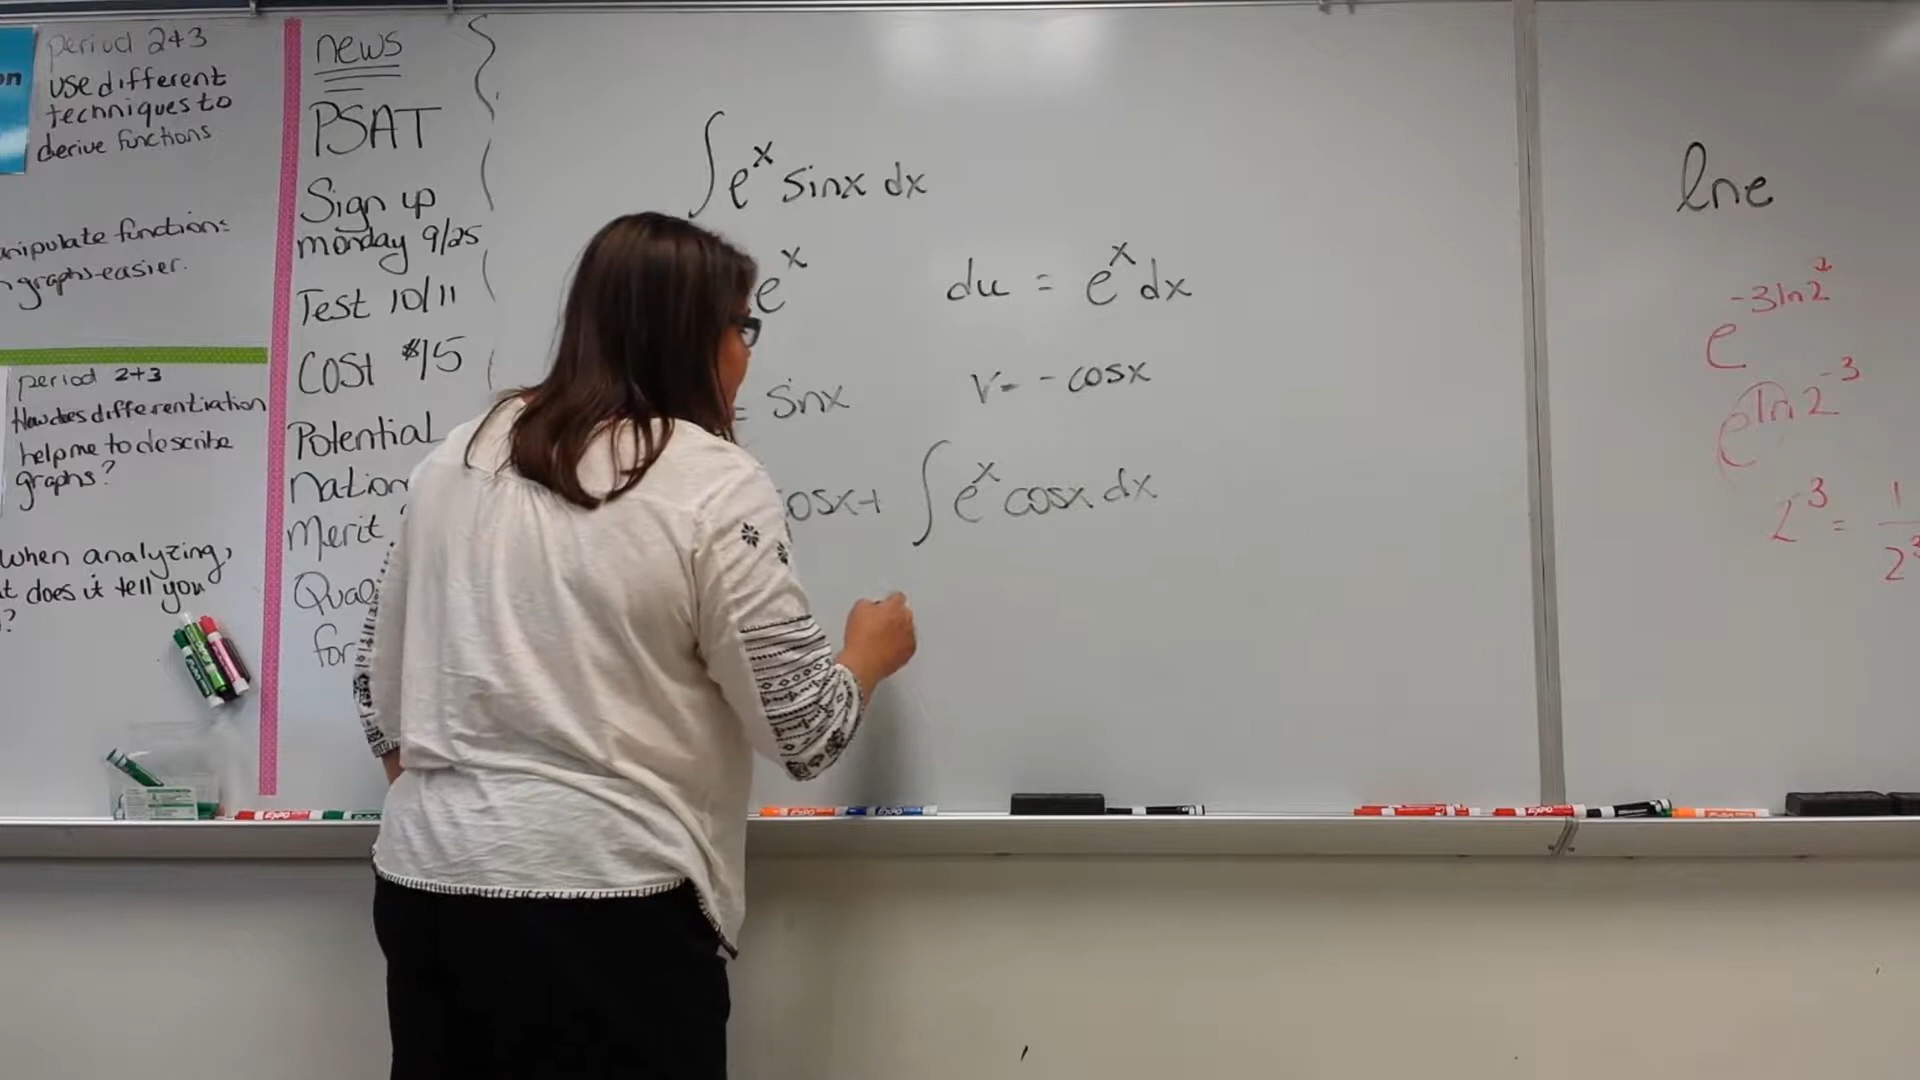 on
period 2+3
use different
techniques to
derive functions
nipulate functions
graphs easier.
period 2+3
How does differentiation
help me to describe
graphs?
when analyzing,
t does it tell you
?
news
PSAT
Sign up
monday 9/25
Test 10/11
Cost $15
Potential
Nation
Merit
Qua
for
∫e^x sinx dx
e^x du = e^x dx
= sinx v= -cosx
cosx+ ∫e^x cosx dx
lne
e^-3ln2
e^ln2^-3
2^3 = 1/2^3